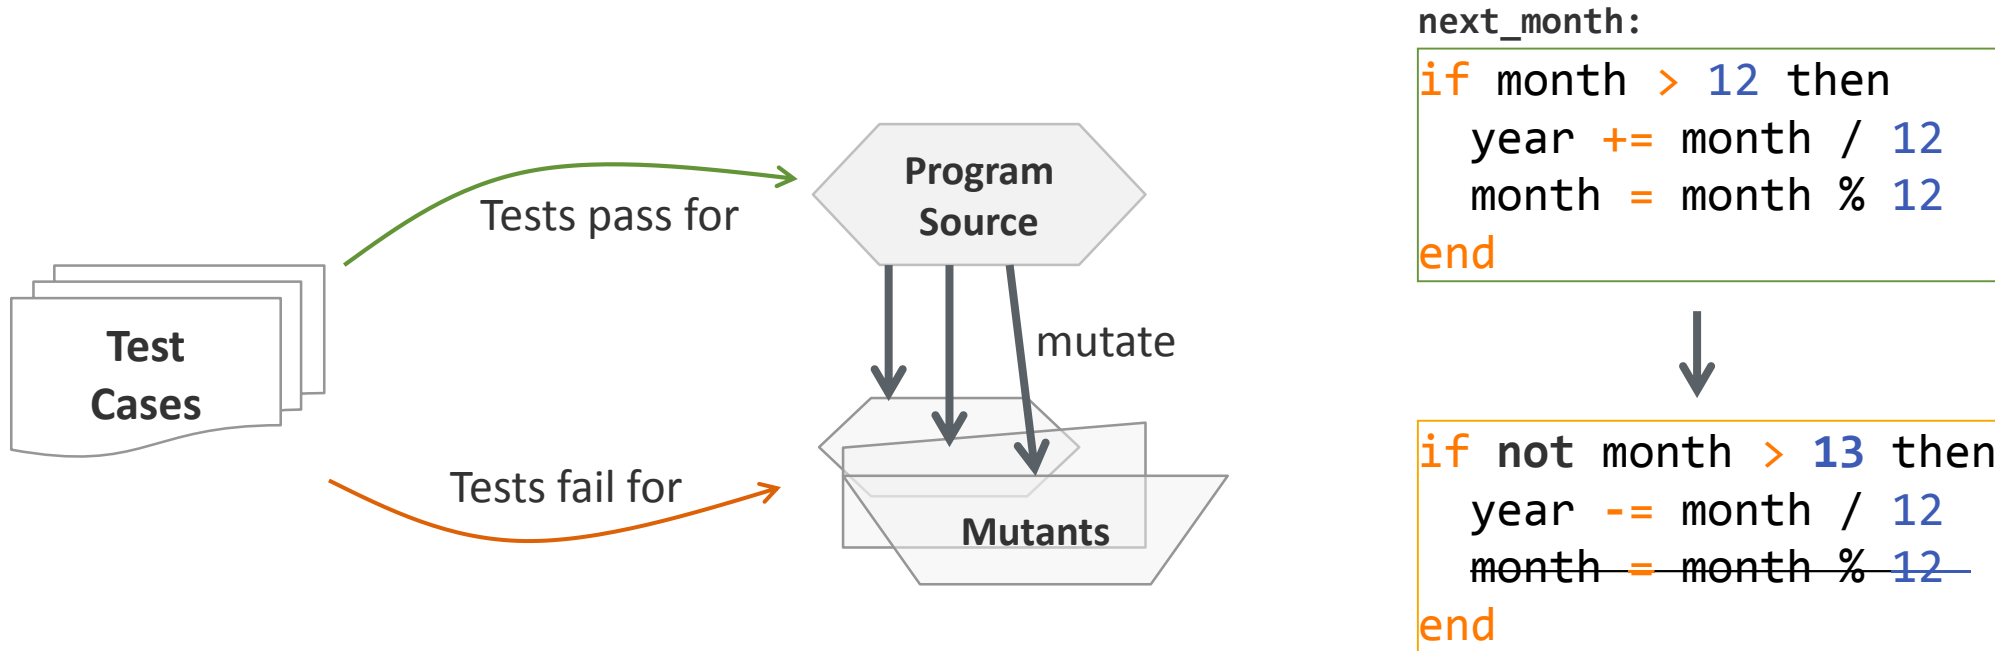 Test
Cases
Tests pass for
Tests fail for
Program
Source
mutate
Mutants
next_month:
if month > 12 then
  year += month / 12
  month = month % 12
end
if not month > 13 then
  year -= month / 12
  month = month % 12
end